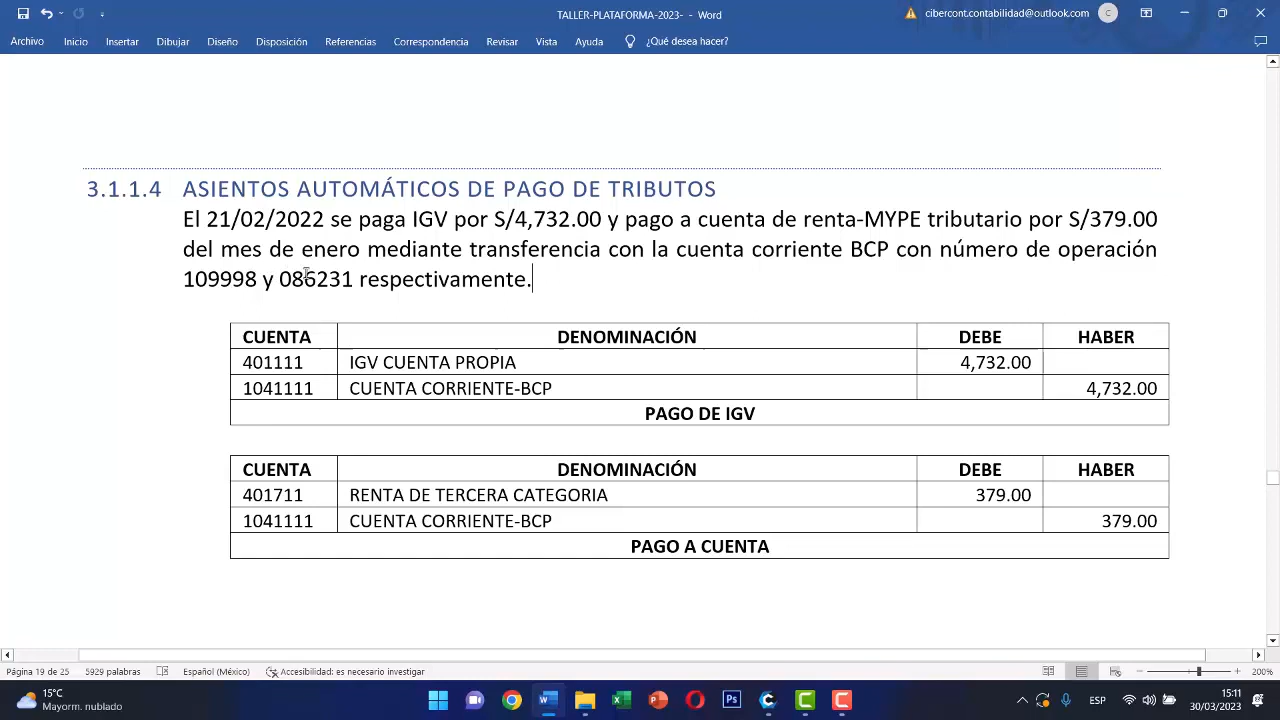 TALLER-PLATAFORMA-2023- - Word
cibercont.contabilidad@outlook.com
C
Archivo Inicio Insertar Dibujar Diseño Disposición Referencias Correspondencia Revisar Vista Ayuda ¿Qué desea hacer?
3.1.1.4 ASIENTOS AUTOMÁTICOS DE PAGO DE TRIBUTOS
El 21/02/2022 se paga IGV por S/4,732.00 y pago a cuenta de renta-MYPE tributario por S/379.00
del mes de enero mediante transferencia con la cuenta corriente BCP con número de operación
109998 y 086231 respectivamente.
CUENTA DENOMINACIÓN DEBE HABER
401111 IGV CUENTA PROPIA 4,732.00
1041111 CUENTA CORRIENTE-BCP 4,732.00
PAGO DE IGV
CUENTA DENOMINACIÓN DEBE HABER
401711 RENTA DE TERCERA CATEGORIA 379.00
1041111 CUENTA CORRIENTE-BCP 379.00
PAGO A CUENTA
Página 19 de 25 5929 palabras Español (México) Accesibilidad: es necesario investigar 200%
15°C
Mayorm. nublado
ESP
15:11
30/03/2023